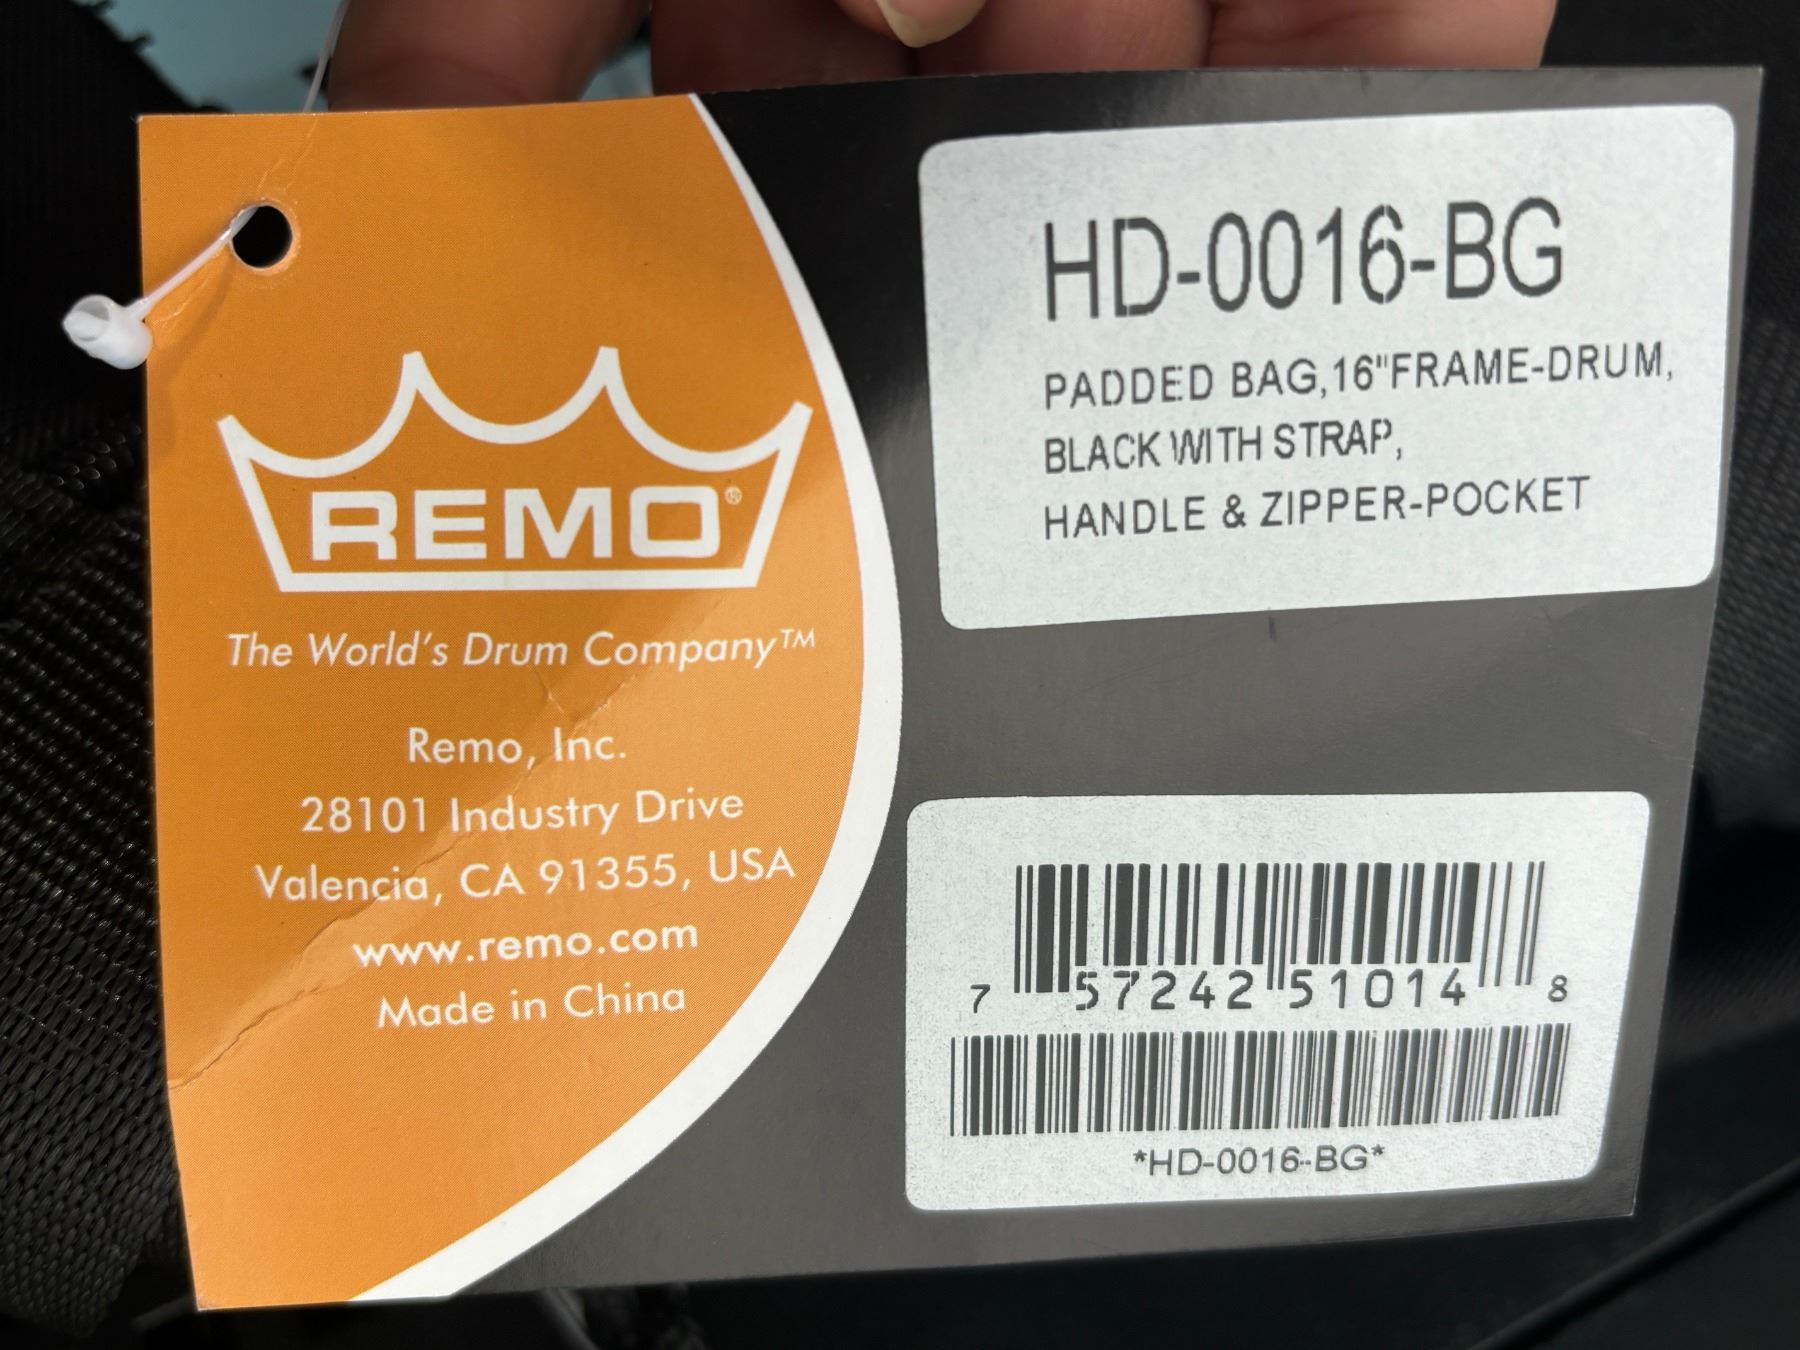 REMO®
The World's Drum Company™
Remo, Inc.
28101 Industry Drive
Valencia, CA 91355, USA
www.remo.com
Made in China
HD-0016-BG
PADDED BAG,16"FRAME-DRUM,
BLACK WITH STRAP,
HANDLE & ZIPPER-POCKET
7 57242 51014 8
*HD-0016-BG*